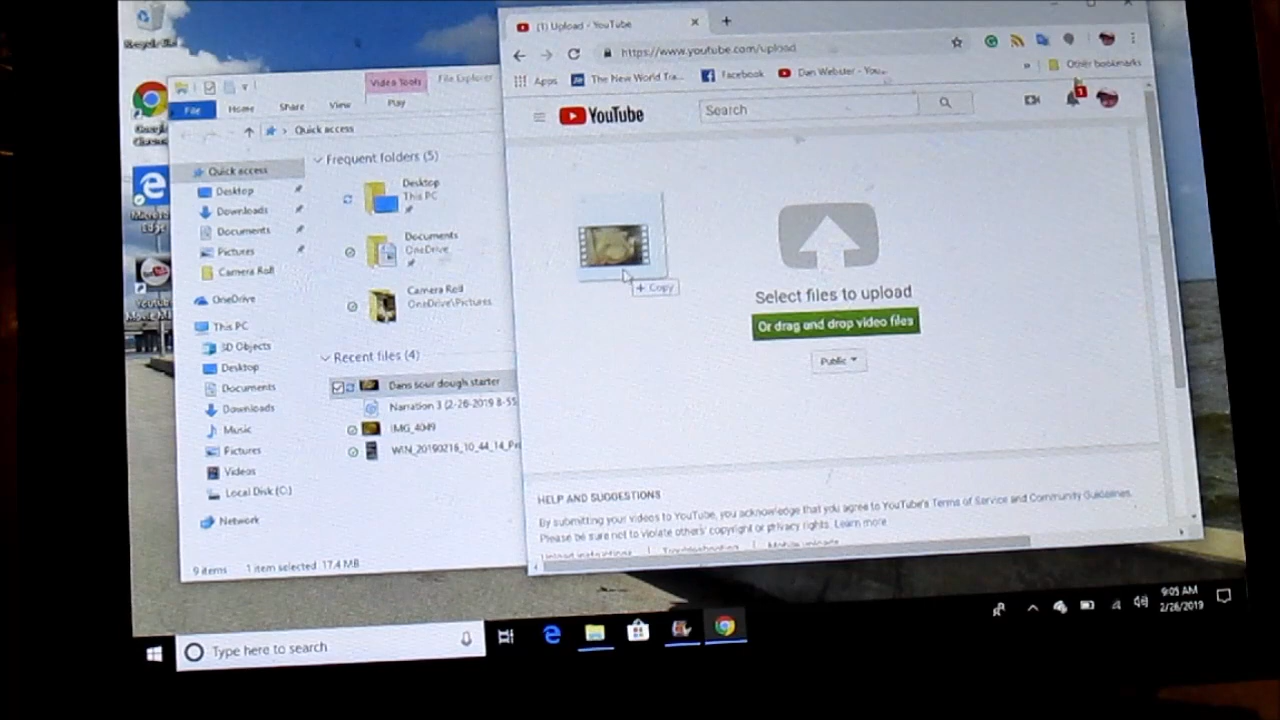 Recycle Bin
Google
Chrome
Microsoft
Edge
Video Tools
File Explorer
File
Home
Share
View
Play
Quick access
Quick access
Desktop
Downloads
Documents
Pictures
Camera Roll
OneDrive
This PC
3D Objects
Desktop
Documents
Downloads
Music
Pictures
Videos
Local Disk (C:)
Network
9 items
1 item selected 17.4 MB
Frequent folders (5)
Desktop
This PC
Documents
OneDrive
Camera Roll
OneDrive\Pictures
Recent files (4)
Dans sour dough starter
Narration 3 (2-26-2019 8-55
IMG_4049
WIN_20190216_10_44_14_Pr
(1) Upload - YouTube
https://www.youtube.com/upload
Apps
The New World Tra...
Facebook
Dan Webster - You...
»
Other bookmarks
YouTube
Search
1
+ Copy
Select files to upload
Or drag and drop video files
Public
HELP AND SUGGESTIONS
By submitting your videos to YouTube, you acknowledge that you agree to YouTube's Terms of Service and Community Guidelines.
Please be sure not to violate others' copyright or privacy rights. Learn more
Upload instructions | Troubleshooting | Mobile uploads
Type here to search
9:05 AM
2/26/2019